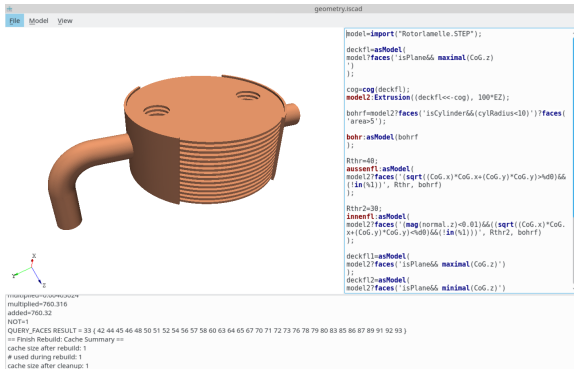 geometry.iscad
File Model View
model=import("Rotorlamelle.STEP");
deckfl=asModel(
model?faces('isPlane&& maximal(CoG.z)
')
);
cog=cog(deckfl);
model2:Extrusion((deckfl<<-cog), 100*EZ);
bohrf=model2?faces('isCylinder&&(cylRadius<10)')?faces(
'area>5');
bohr:asModel(bohrf
);
Rthr=40;
aussenfl:asModel(
model2?faces('(sqrt((CoG.x)*CoG.x+(CoG.y)*CoG.y)>%d0)&&
(!in(%1))', Rthr, bohrf)
);
Rthr2=30;
innenfl:asModel(
model2?faces('(mag(normal.z)<0.01)&&((sqrt((CoG.x)*CoG.
x+(CoG.y)*CoG.y)<%d0)&&(!in(%1)))', Rthr2, bohrf)
);
deckfl1=asModel(
model2?faces('isPlane&& maximal(CoG.z)')
);
deckfl2=asModel(
model2?faces('isPlane&& minimal(CoG.z)')
X
Y
Z
multiplied=0.00405024
multiplied=760.316
added=760.32
NOT=1
QUERY_FACES RESULT = 33 { 42 44 45 46 48 50 51 52 54 56 57 58 60 63 64 65 67 70 71 72 73 76 78 79 80 83 85 86 87 89 91 92 93 }
== Finish Rebuild: Cache Summary ==
cache size after rebuild: 1
# used during rebuild: 1
cache size after cleanup: 1